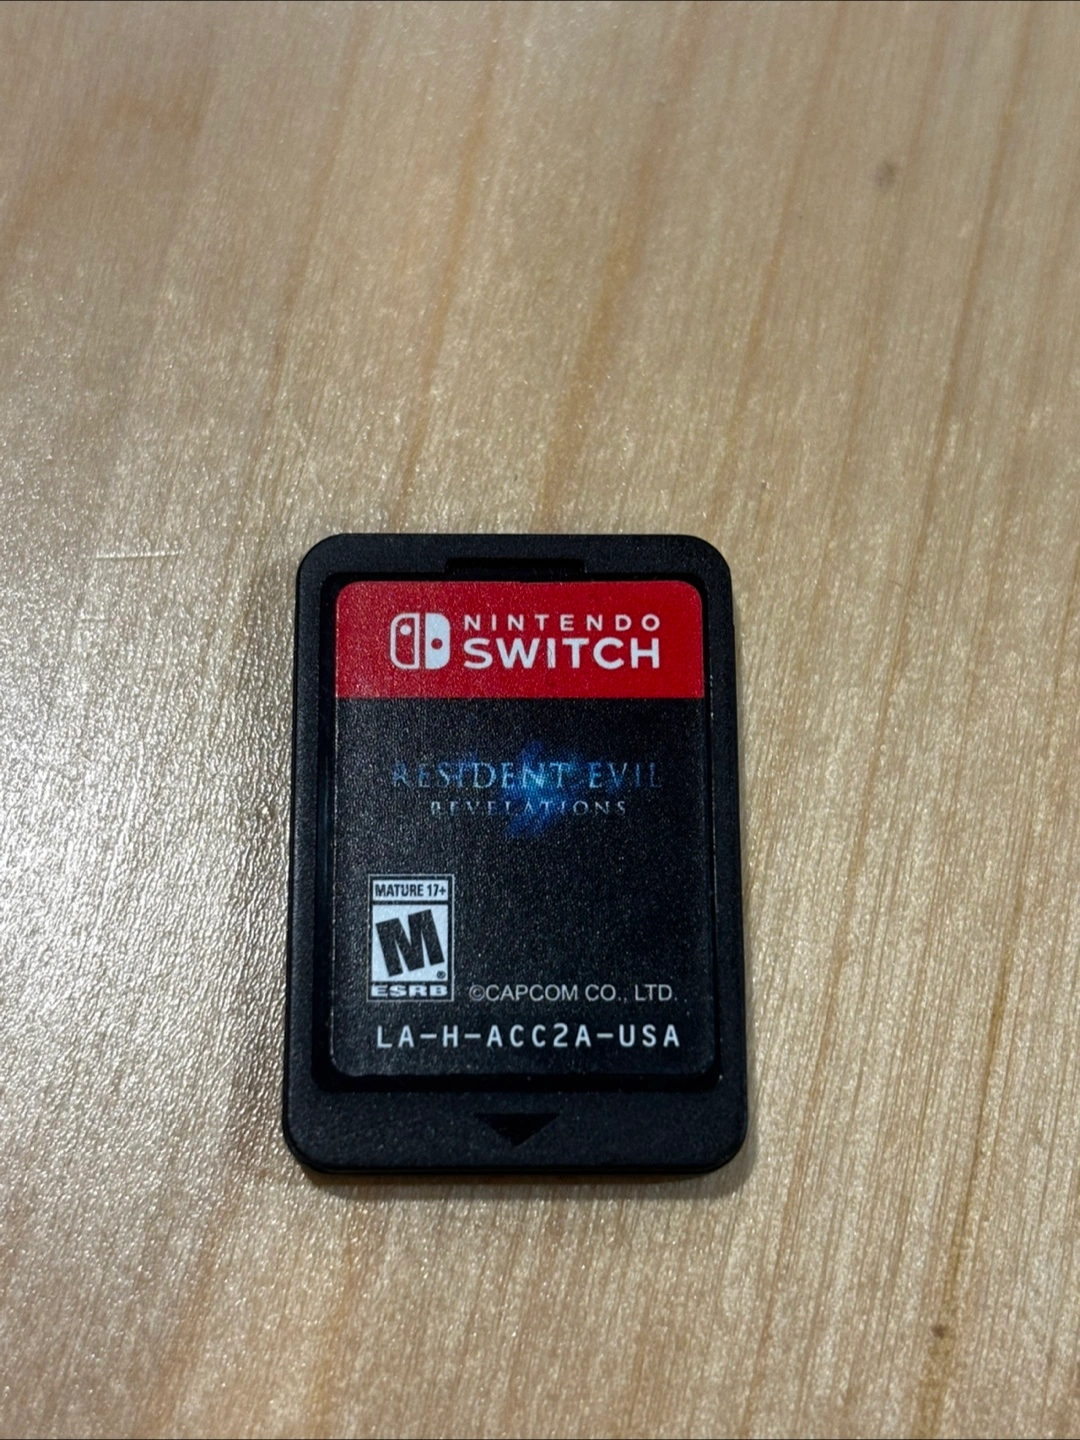 NINTENDO
SWITCH
RESIDENT EVIL
REVELATIONS
MATURE 17+
M
®
ESRB
©CAPCOM CO., LTD.
LA-H-ACC2A-USA